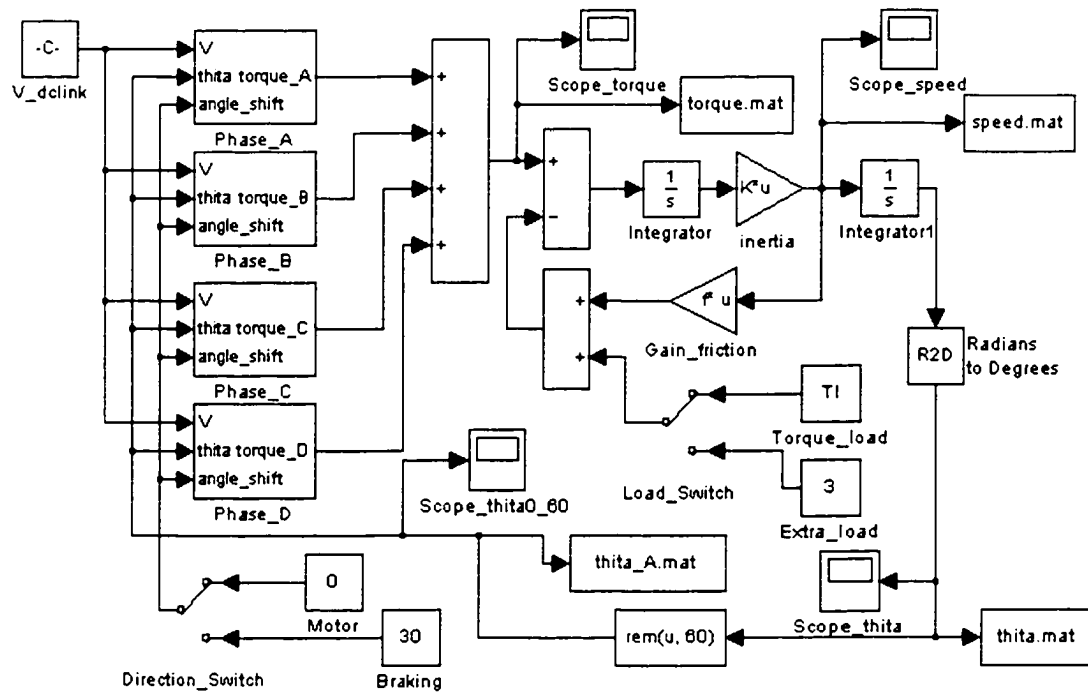 -C-
V_dclink
V
thita torque_A
angle_shift
Phase_A
V
thita torque_B
angle_shift
Phase_B
V
thita torque_C
angle_shift
Phase_C
V
thita torque_D
angle_shift
Phase_D
+
+
+
+
Scope_torque
torque.mat
+
−
1
s
Integrator
K* u
inertia
Scope_speed
speed.mat
1
s
Integrator1
+
+
f* u
Gain_friction
R2D
Radians
to Degrees
Tl
Torque_load
Load_Switch
3
Extra_load
Scope_thita0_60
thita_A.mat
Scope_thita
rem(u, 60)
thita.mat
0
Motor
30
Braking
Direction_Switch